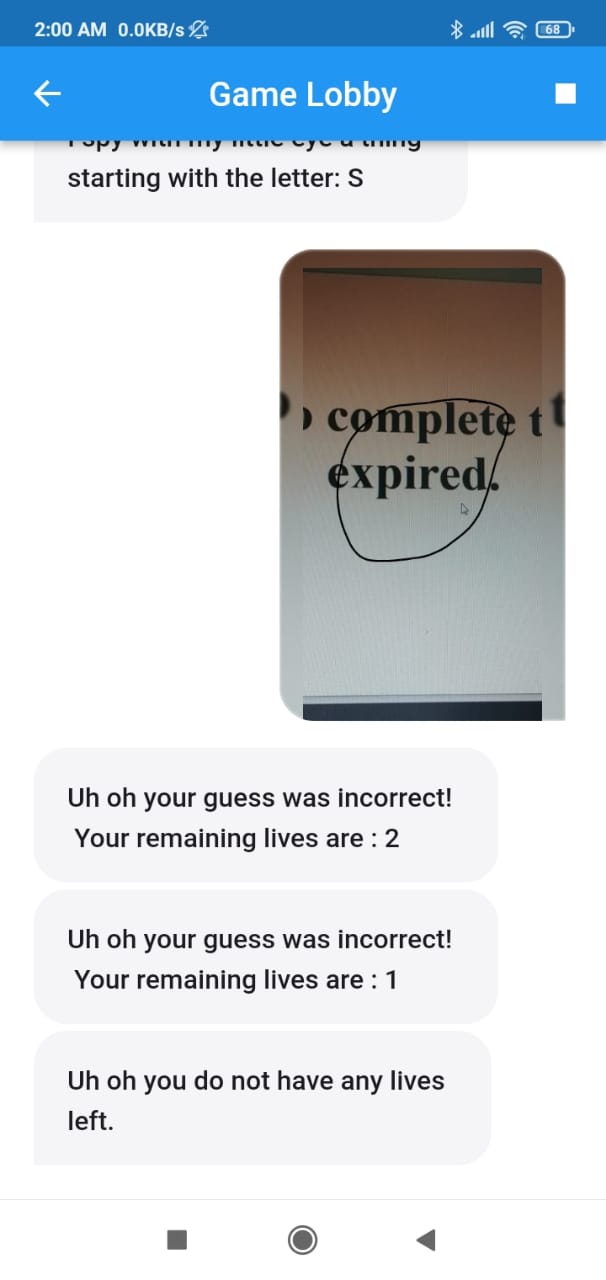 2:00 AM 0.0KB/s 68
Game Lobby
I spy with my little eye a thing
starting with the letter: S
complete t
expired.
Uh oh your guess was incorrect!
Your remaining lives are : 2
Uh oh your guess was incorrect!
Your remaining lives are : 1
Uh oh you do not have any lives
left.